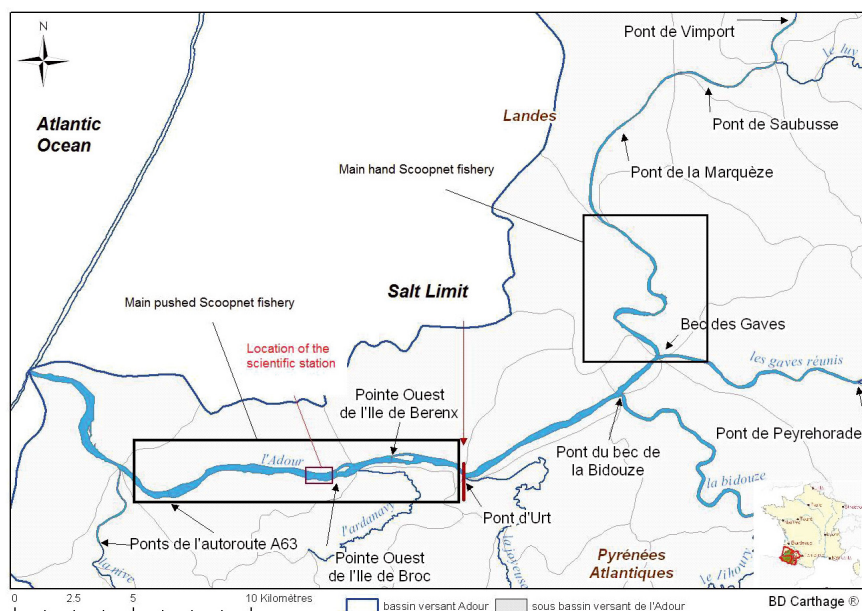 N
Pont de Vimport
le luy
Atlantic
Ocean
Landes
Pont de Saubusse
Main hand Scoopnet fishery
Pont de la Marquèze
Salt Limit
Main pushed Scoopnet fishery
Bec des Gaves
Location of the
scientific station
les gaves réunis
Pointe Ouest
de l'Ile de Berenx
l'Adour
Pont de Peyrehorade
Pont du bec de
la Bidouze
la bidouze
l'ardanavy
Pont d'Urt
Ponts de l'autoroute A63
Pointe Ouest
de l'Ile de Broc
la nive
la joyeuse
Pyrénées
Atlantiques
le lihoury
0 2.5 5 10 Kilomètres
bassin versant Adour
sous bassin versant de l'Adour
BD Carthage ®